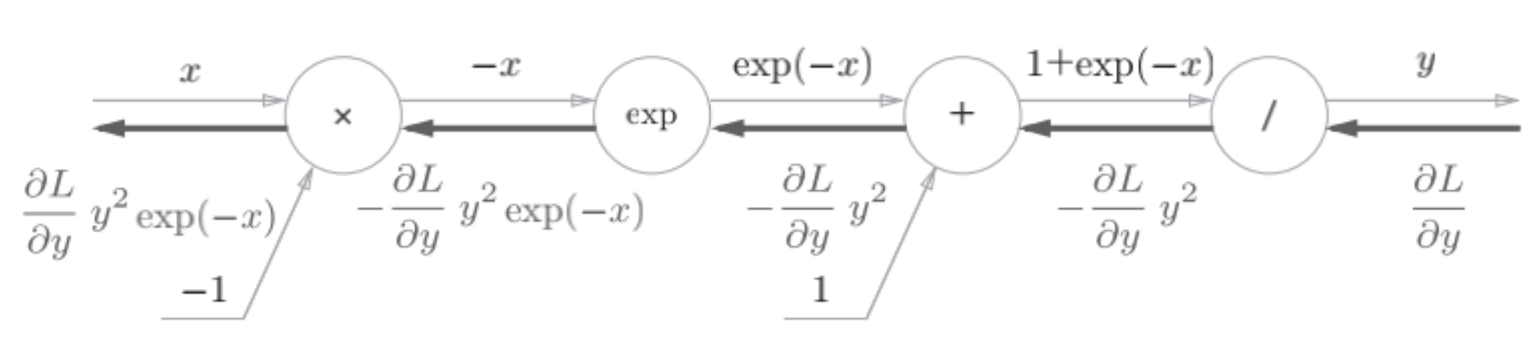 x −x exp(−x) 1+exp(−x) y
× exp + /
∂L/∂y y² exp(−x) −∂L/∂y y² exp(−x) −∂L/∂y y² −∂L/∂y y² ∂L/∂y
−1 1